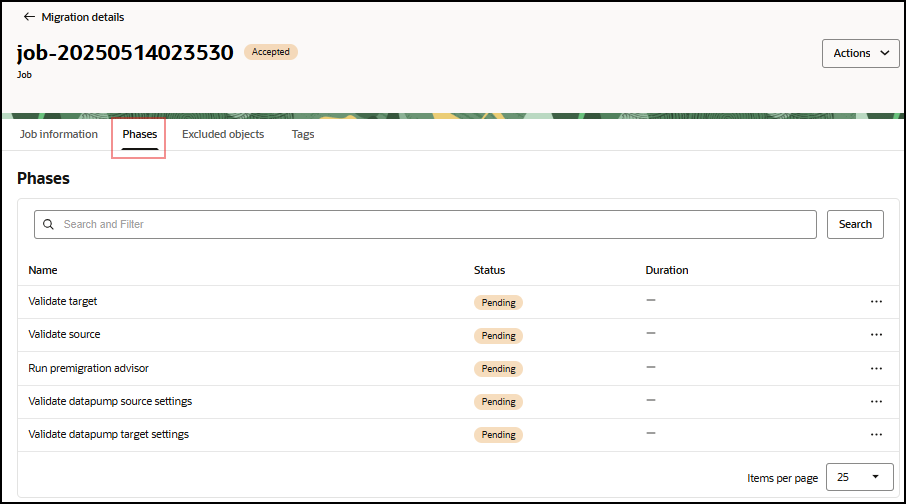 Migration details
job-20250514023530 Accepted
Job
Actions
Job information Phases Excluded objects Tags
Phases
Search and Filter Search
Name Status Duration
Validate target Pending — ...
Validate source Pending — ...
Run premigration advisor Pending — ...
Validate datapump source settings Pending — ...
Validate datapump target settings Pending — ...
Items per page 25